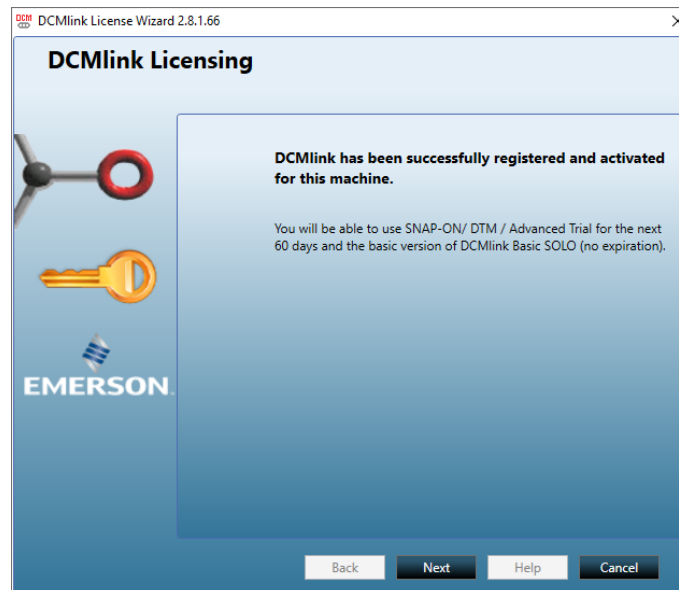 DCM
DCMlink License Wizard 2.8.1.66
DCMlink Licensing
DCMlink has been successfully registered and activated
for this machine.
You will be able to use SNAP-ON/ DTM / Advanced Trial for the next
60 days and the basic version of DCMlink Basic SOLO (no expiration).
EMERSON
Back
Next
Help
Cancel